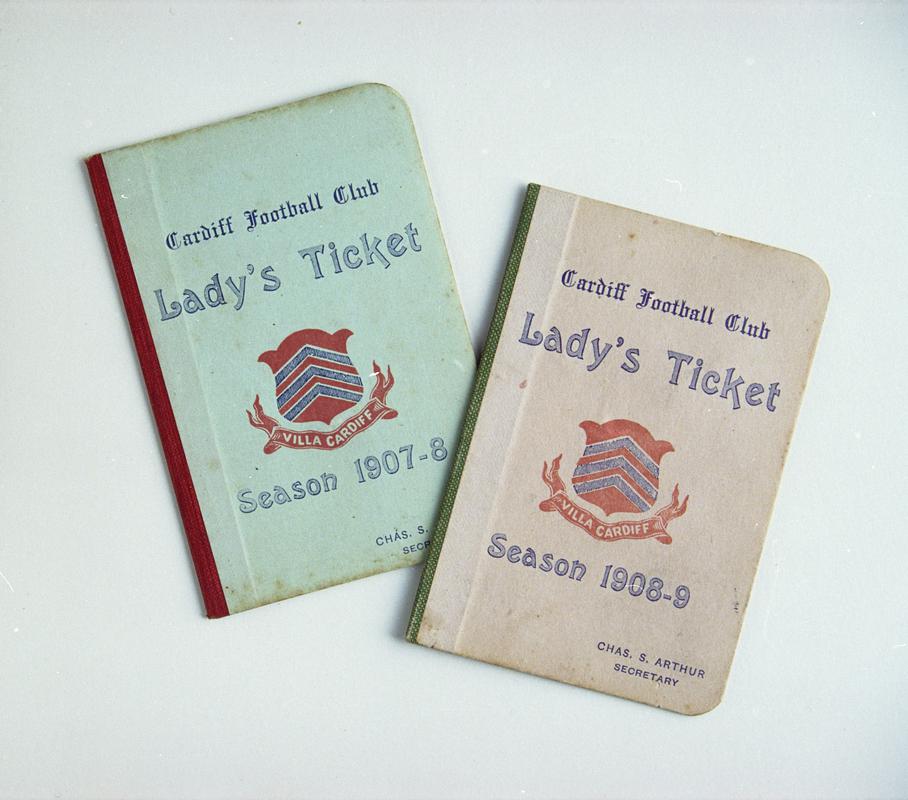 Cardiff Football Club
Lady's Ticket
VILLA CARDIFF
Season 1907-8
CHAS. S.
Cardiff Football Club
Lady's Ticket
VILLA CARDIFF
Season 1908-9
CHAS. S. ARTHUR
SECRETARY